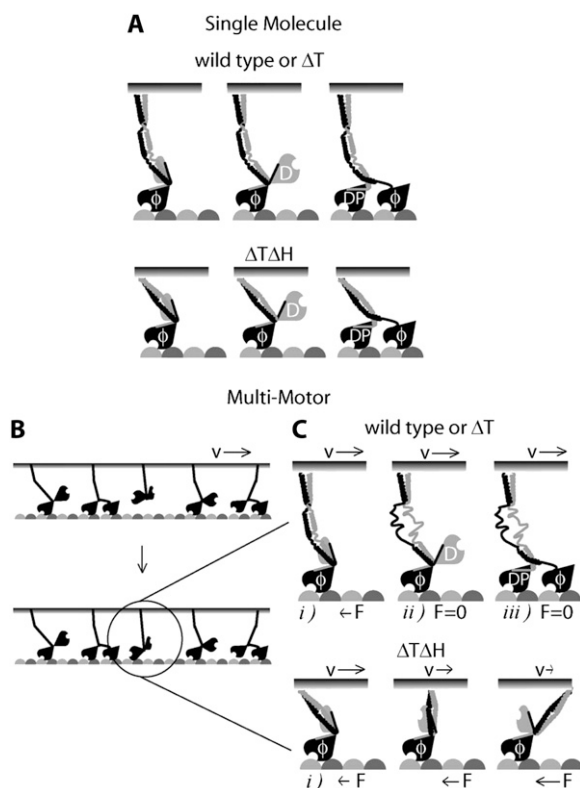 A Single Molecule
wild type or ΔT
ϕ
ϕ D
DP ϕ
ΔTΔH
ϕ
ϕ D
DP ϕ
Multi-Motor
B
v→
C wild type or ΔT
v→ v→ v→
ϕ
ϕ D
DP ϕ
i) ←F ii) F=0 iii) F=0
ΔTΔH
v→ v→ v→
ϕ
ϕ
ϕ
i) ←F ←F ←F